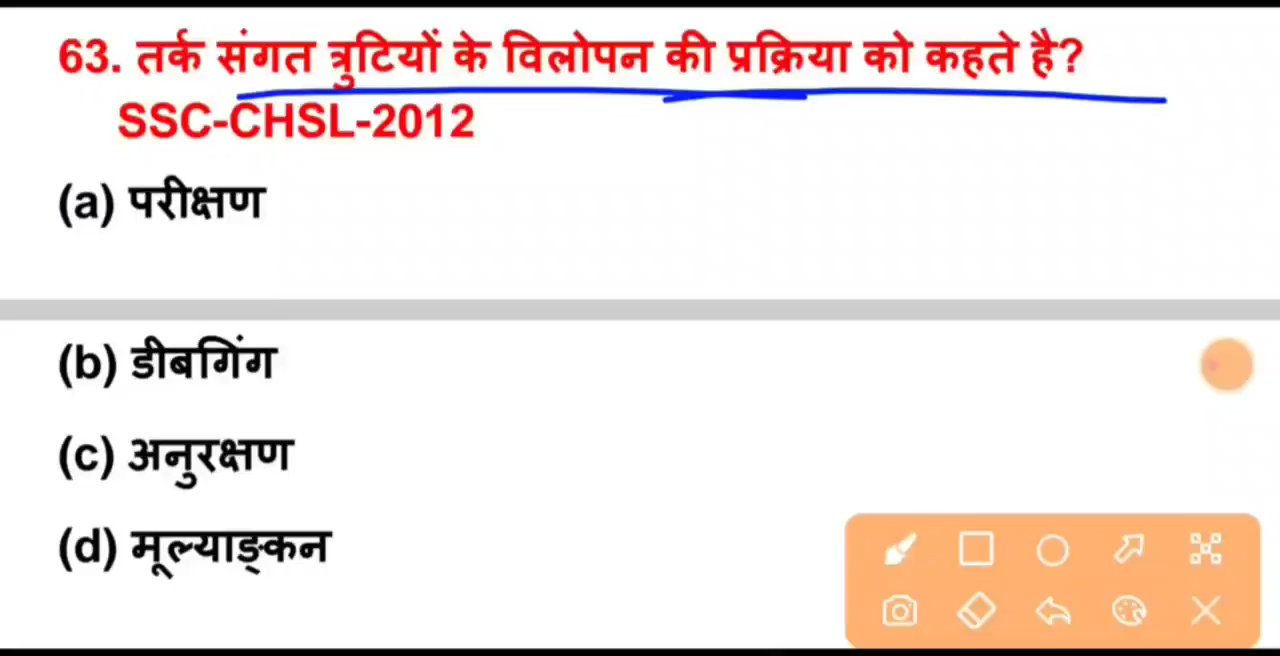 63. तर्क संगत त्रुटियों के विलोपन की प्रक्रिया को कहते है?
SSC-CHSL-2012
(a) परीक्षण
(b) डीबगिंग
(c) अनुरक्षण
(d) मूल्याङ्कन